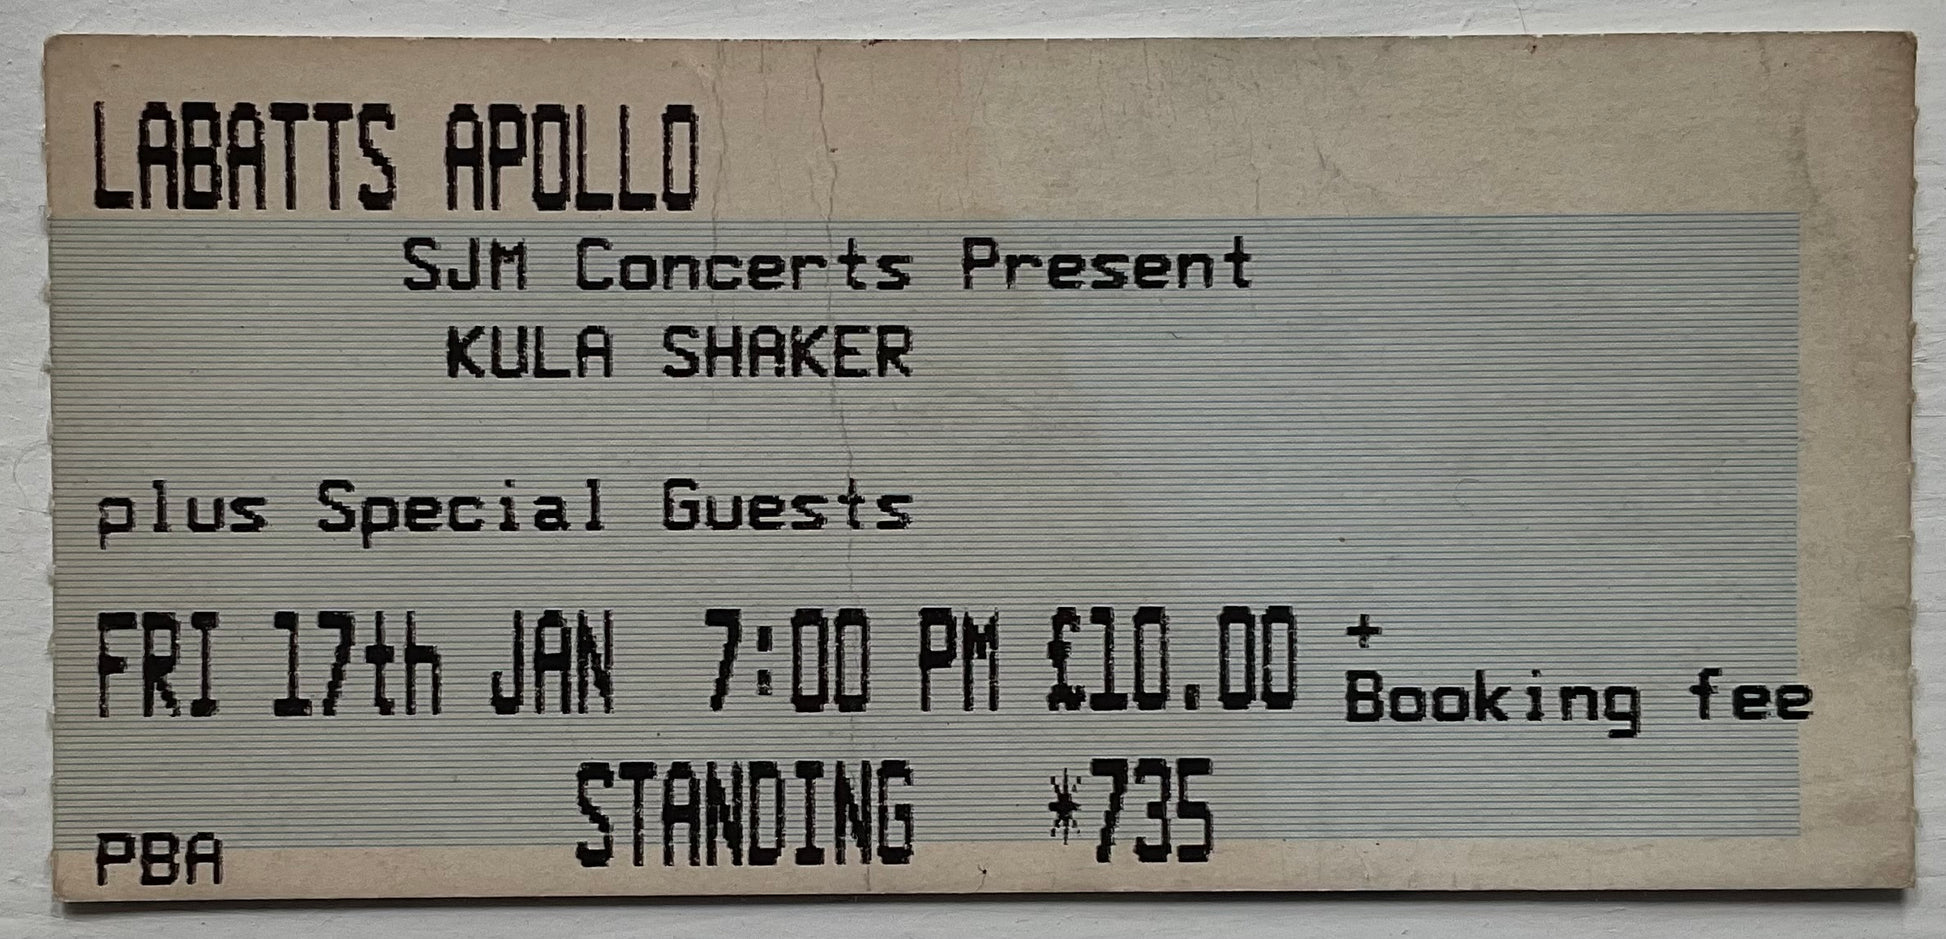 LABATTS APOLLO
SJM Concerts Present
KULA SHAKER
plus Special Guests
FRI 17th JAN 7:00 PM £10.00 + Booking fee
STANDING *735
PBA